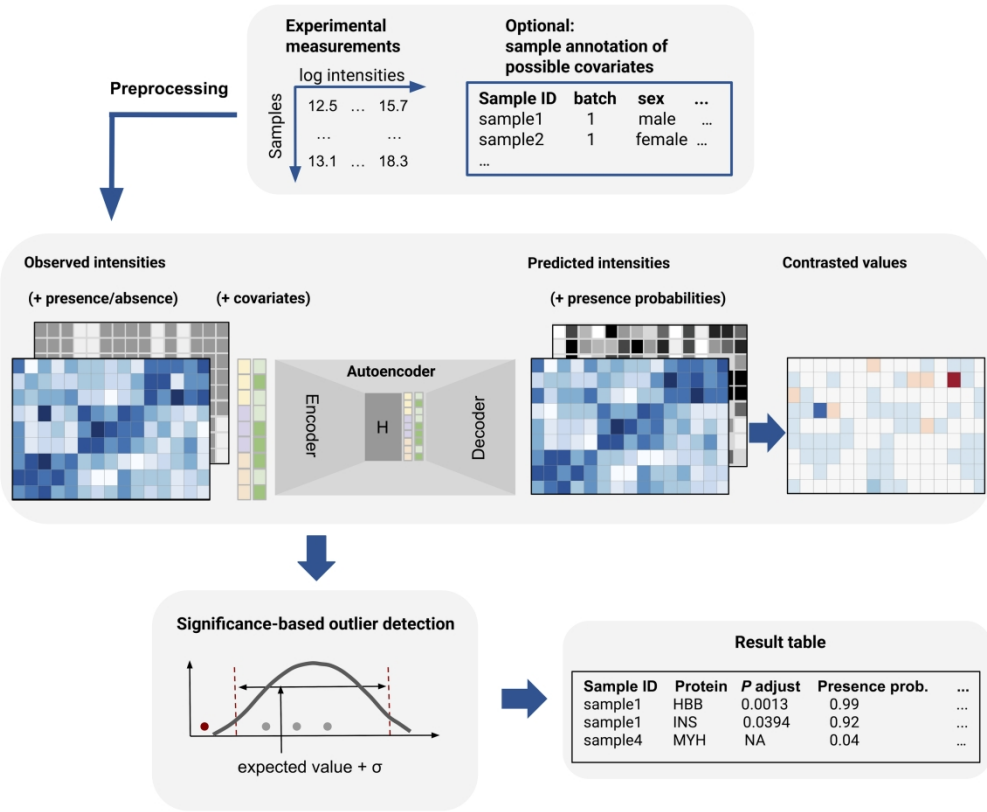 Experimental
measurements
log intensities
Samples
12.5 … 15.7
…   …
13.1 … 18.3
Optional:
sample annotation of
possible covariates
Sample ID batch sex ...
sample1 1 male ...
sample2 1 female ...
...
Preprocessing
Observed intensities
(+ presence/absence)
(+ covariates)
Autoencoder
Encoder
H
Decoder
Predicted intensities
(+ presence probabilities)
Contrasted values
Significance-based outlier detection
expected value + σ
Result table
Sample ID Protein P adjust Presence prob. ...
sample1 HBB 0.0013 0.99 ...
sample1 INS 0.0394 0.92 ...
sample4 MYH NA 0.04 ...